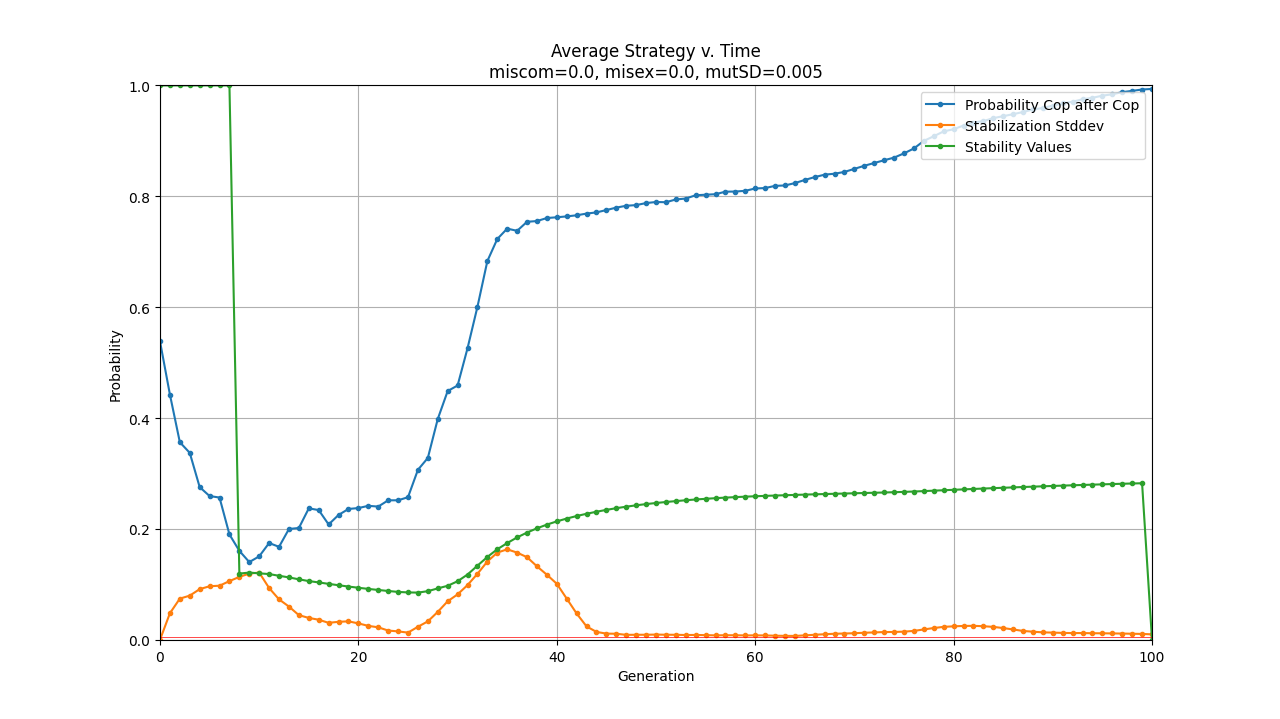 Average Strategy v. Time
miscom=0.0, misex=0.0, mutSD=0.005
Probability Cop after Cop
Stabilization Stddev
Stability Values
Probability
1.0
0.8
0.6
0.4
0.2
0.0
0 20 40 60 80 100
Generation